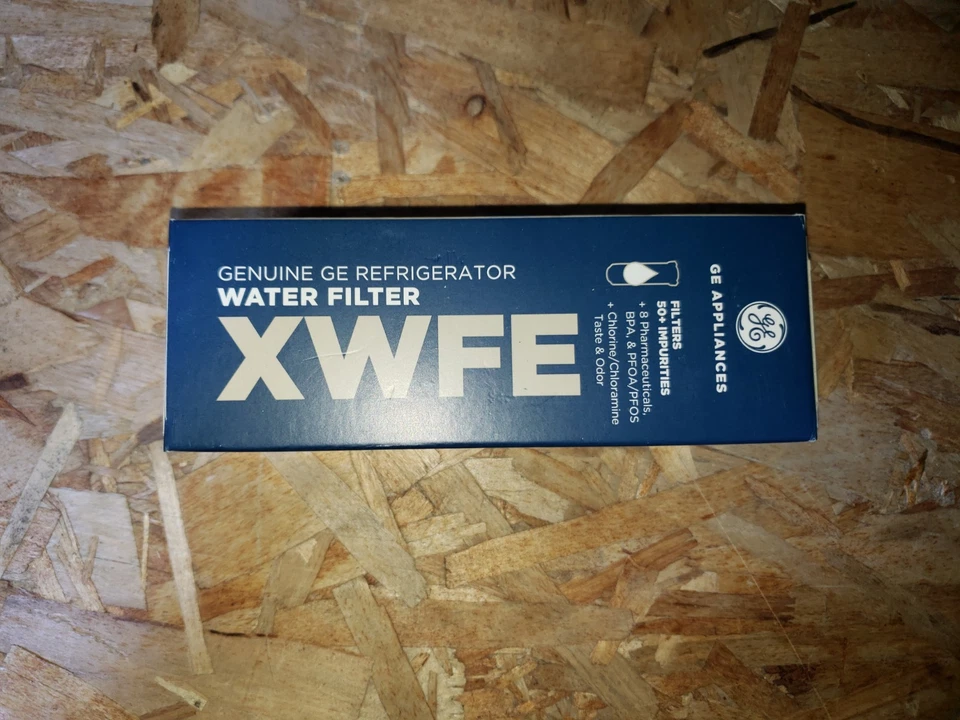 GENUINE GE REFRIGERATOR
WATER FILTER
XWFE
FILTERS
50+ IMPURITIES
+ 8 Pharmaceuticals,
BPA, & PFOA/PFOS
+ Chlorine/Chloramine
Taste & Odor
GE APPLIANCES
GE